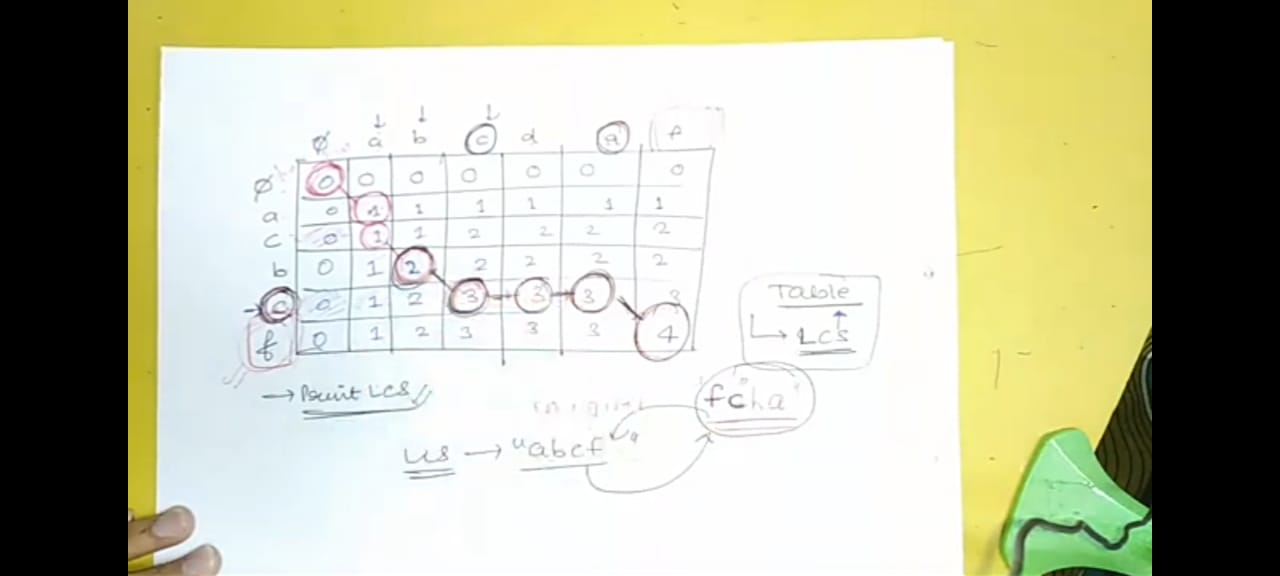 φ a b c d a f
φ 0 0 0 0 0 0 0
a 0 1 1 1 1 1 1
c 0 1 1 2 2 2 2
b 0 1 2 2 2 2 2
c 0 1 2 3 3 3 3
f 0 1 2 3 3 3 4
Table
LCS
→ Print LCS
LCS → "abcf"